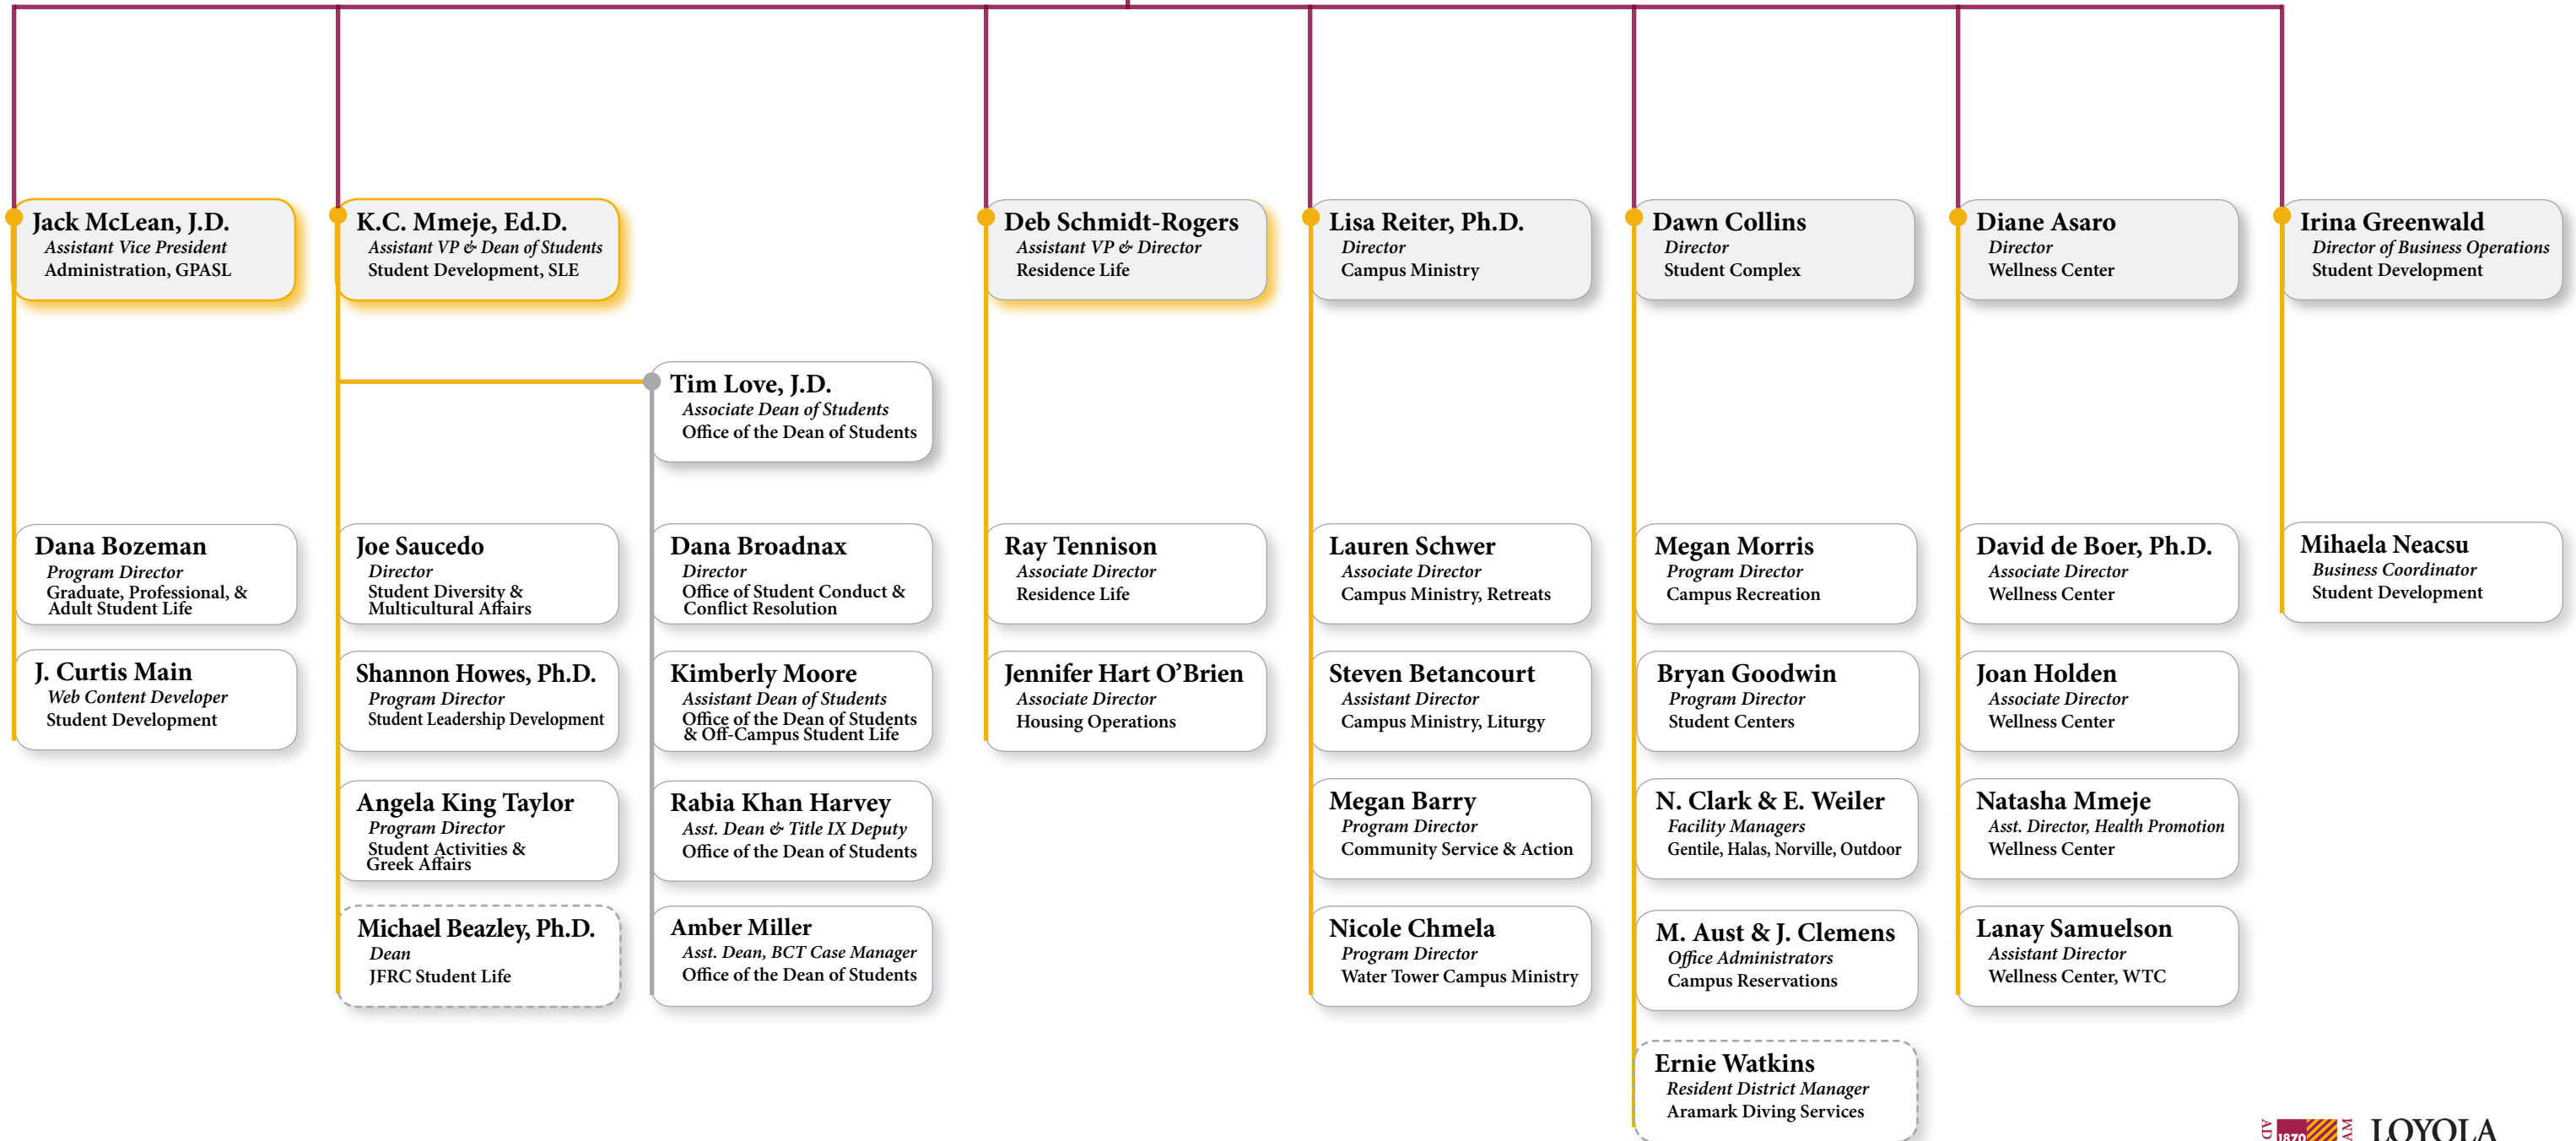 Jack McLean, J.D.
Assistant Vice President
Administration, GPASL
K.C. Mmeje, Ed.D.
Assistant VP & Dean of Students
Student Development, SLE
Deb Schmidt-Rogers
Assistant VP & Director
Residence Life
Lisa Reiter, Ph.D.
Director
Campus Ministry
Dawn Collins
Director
Student Complex
Diane Asaro
Director
Wellness Center
Irina Greenwald
Director of Business Operations
Student Development
Tim Love, J.D.
Associate Dean of Students
Office of the Dean of Students
Dana Bozeman
Program Director
Graduate, Professional, &
Adult Student Life
J. Curtis Main
Web Content Developer
Student Development
Joe Saucedo
Director
Student Diversity &
Multicultural Affairs
Shannon Howes, Ph.D.
Program Director
Student Leadership Development
Angela King Taylor
Program Director
Student Activities &
Greek Affairs
Michael Beazley, Ph.D.
Dean
JFRC Student Life
Dana Broadnax
Director
Office of Student Conduct &
Conflict Resolution
Kimberly Moore
Assistant Dean of Students
Office of the Dean of Students
& Off-Campus Student Life
Rabia Khan Harvey
Asst. Dean & Title IX Deputy
Office of the Dean of Students
Amber Miller
Asst. Dean, BCT Case Manager
Office of the Dean of Students
Ray Tennison
Associate Director
Residence Life
Jennifer Hart O’Brien
Associate Director
Housing Operations
Lauren Schwer
Associate Director
Campus Ministry, Retreats
Steven Betancourt
Assistant Director
Campus Ministry, Liturgy
Megan Barry
Program Director
Community Service & Action
Nicole Chmela
Program Director
Water Tower Campus Ministry
Megan Morris
Program Director
Campus Recreation
Bryan Goodwin
Program Director
Student Centers
N. Clark & E. Weiler
Facility Managers
Gentile, Halas, Norville, Outdoor
M. Aust & J. Clemens
Office Administrators
Campus Reservations
Ernie Watkins
Resident District Manager
Aramark Diving Services
David de Boer, Ph.D.
Associate Director
Wellness Center
Joan Holden
Associate Director
Wellness Center
Natasha Mmeje
Asst. Director, Health Promotion
Wellness Center
Lanay Samuelson
Assistant Director
Wellness Center, WTC
Mihaela Neacsu
Business Coordinator
Student Development
AD
1870
LOYOLA